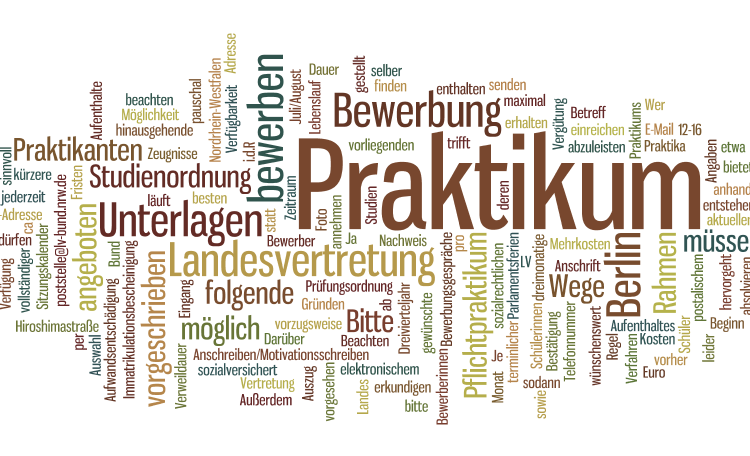 Adresse
Nordrhein-Westfalen
Verfügbarkeit
pauschal
i.d.R
bewerben
Juli/August
Lebenslauf
Dauer
gestellt
selber
finden
enthalten
senden
maximal
Bewerbung
erhalten
Vergütung
Betreff
einreichen
abzuleisten
Praktikums
Wer
E-Mail
12-16
Praktika
Angaben
etwa
bietet
Aufenthalte
beachten
Möglichkeit
hinausgehende
sinnvoll
Praktikanten
Zeugnisse
vorliegenden
trifft
Praktikum
kürzere
Studienordnung
Fristen
jederzeit
läuft
besten
statt
Zeitraum
Foto
annehmen
Studien
deren
anhand
entstehen
aktueller
-Adresse
ca
Unterlagen
angeboten
poststelle@lv-bund.nrw.de
Sitzungskalender
vollständiger
dürfen
Verfügung
Bund
Bewerber
Ja
Nachweis
pro
Mehrkosten
müsse
Landesvertretung
Bewerbungsgespräche
Pflichtpraktikum
sozialrechtlichen
Parlamentsferien
LV
dreimonatige
Anschrift
Wege
Berlin
Rahmen
postalischem
hervorgeht
absolvieren
Aufwandsentschädigung
Immatrikulationsbescheinigung
vorgeschrieben
Eingang
folgende
Prüfungsordnung
Gründen
ab
Dreivierteljahr
gewünschte
Hiroshimastraße
per
Auswahl
möglich
vorzugsweise
Bitte
Darüber
Beachten
Verweildauer
Anschreiben/Motivationsschreiben
sozialversichert
elektronischem
Vertretung
Auszug
vorgesehen
Landes
erkundigen
Außerdem
bitte
Bewerberinnen
Je
Monat
terminlicher
Schülerinnen
Bestätigung
Telefonnummer
wünschenswert
sodann
sowie
Regel
Aufenthaltes
Verfahren
Kosten
Schüler
vorher
Euro
leider
Beginn